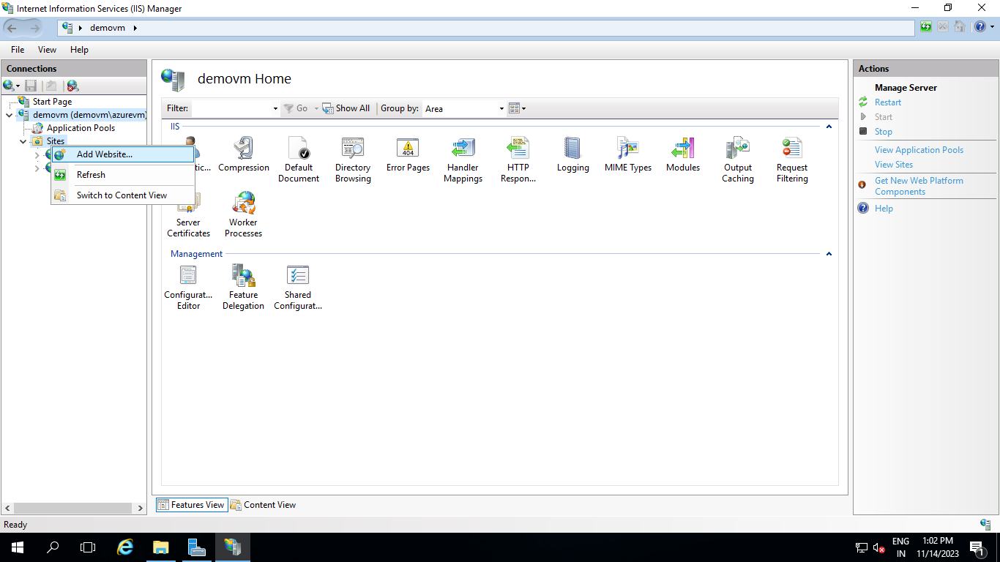 Internet Information Services (IIS) Manager
demovm
File View Help
Connections
Start Page
demovm (demovm\azurevm)
Application Pools
Sites
Add Website...
Refresh
Switch to Content View
demovm Home
Filter: Go Show All Group by: Area
IIS
Compression
Default
Document
Directory
Browsing
Error Pages
404
Handler
Mappings
HTTP
Respon...
Logging
MIME Types
Modules
Output
Caching
Request
Filtering
Server
Certificates
Worker
Processes
Management
Configurat...
Editor
Feature
Delegation
Shared
Configurat...
Features View Content View
Actions
Manage Server
Restart
Start
Stop
View Application Pools
View Sites
Get New Web Platform
Components
Help
Ready
ENG
IN
1:02 PM
11/14/2023
1